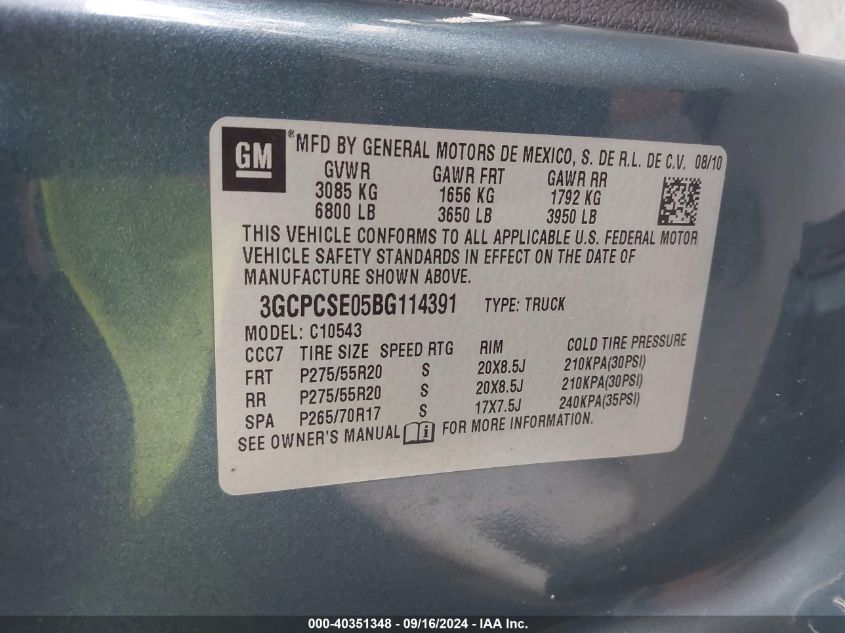 GM ® MFD BY GENERAL MOTORS DE MEXICO, S. DE R.L. DE C.V. 08/10
GVWR GAWR FRT GAWR RR
3085 KG 1656 KG 1792 KG
6800 LB 3650 LB 3950 LB
THIS VEHICLE CONFORMS TO ALL APPLICABLE U.S. FEDERAL MOTOR
VEHICLE SAFETY STANDARDS IN EFFECT ON THE DATE OF
MANUFACTURE SHOWN ABOVE.
3GCPCSE05BG114391 TYPE: TRUCK
MODEL: C10543
CCC7 TIRE SIZE SPEED RTG RIM COLD TIRE PRESSURE
FRT P275/55R20 S 20X8.5J 210KPA(30PSI)
RR P275/55R20 S 20X8.5J 210KPA(30PSI)
SPA P265/70R17 S 17X7.5J 240KPA(35PSI)
SEE OWNER'S MANUAL i FOR MORE INFORMATION.
000-40351348 - 09/16/2024 - IAA Inc.